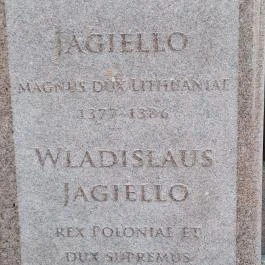 JAGIELLO
MAGNUS DUX LITHUANIAE
1377-1386
WLADISLAUS
JAGIELLO
REX POLONIAE ET
DUX SUPREMUS